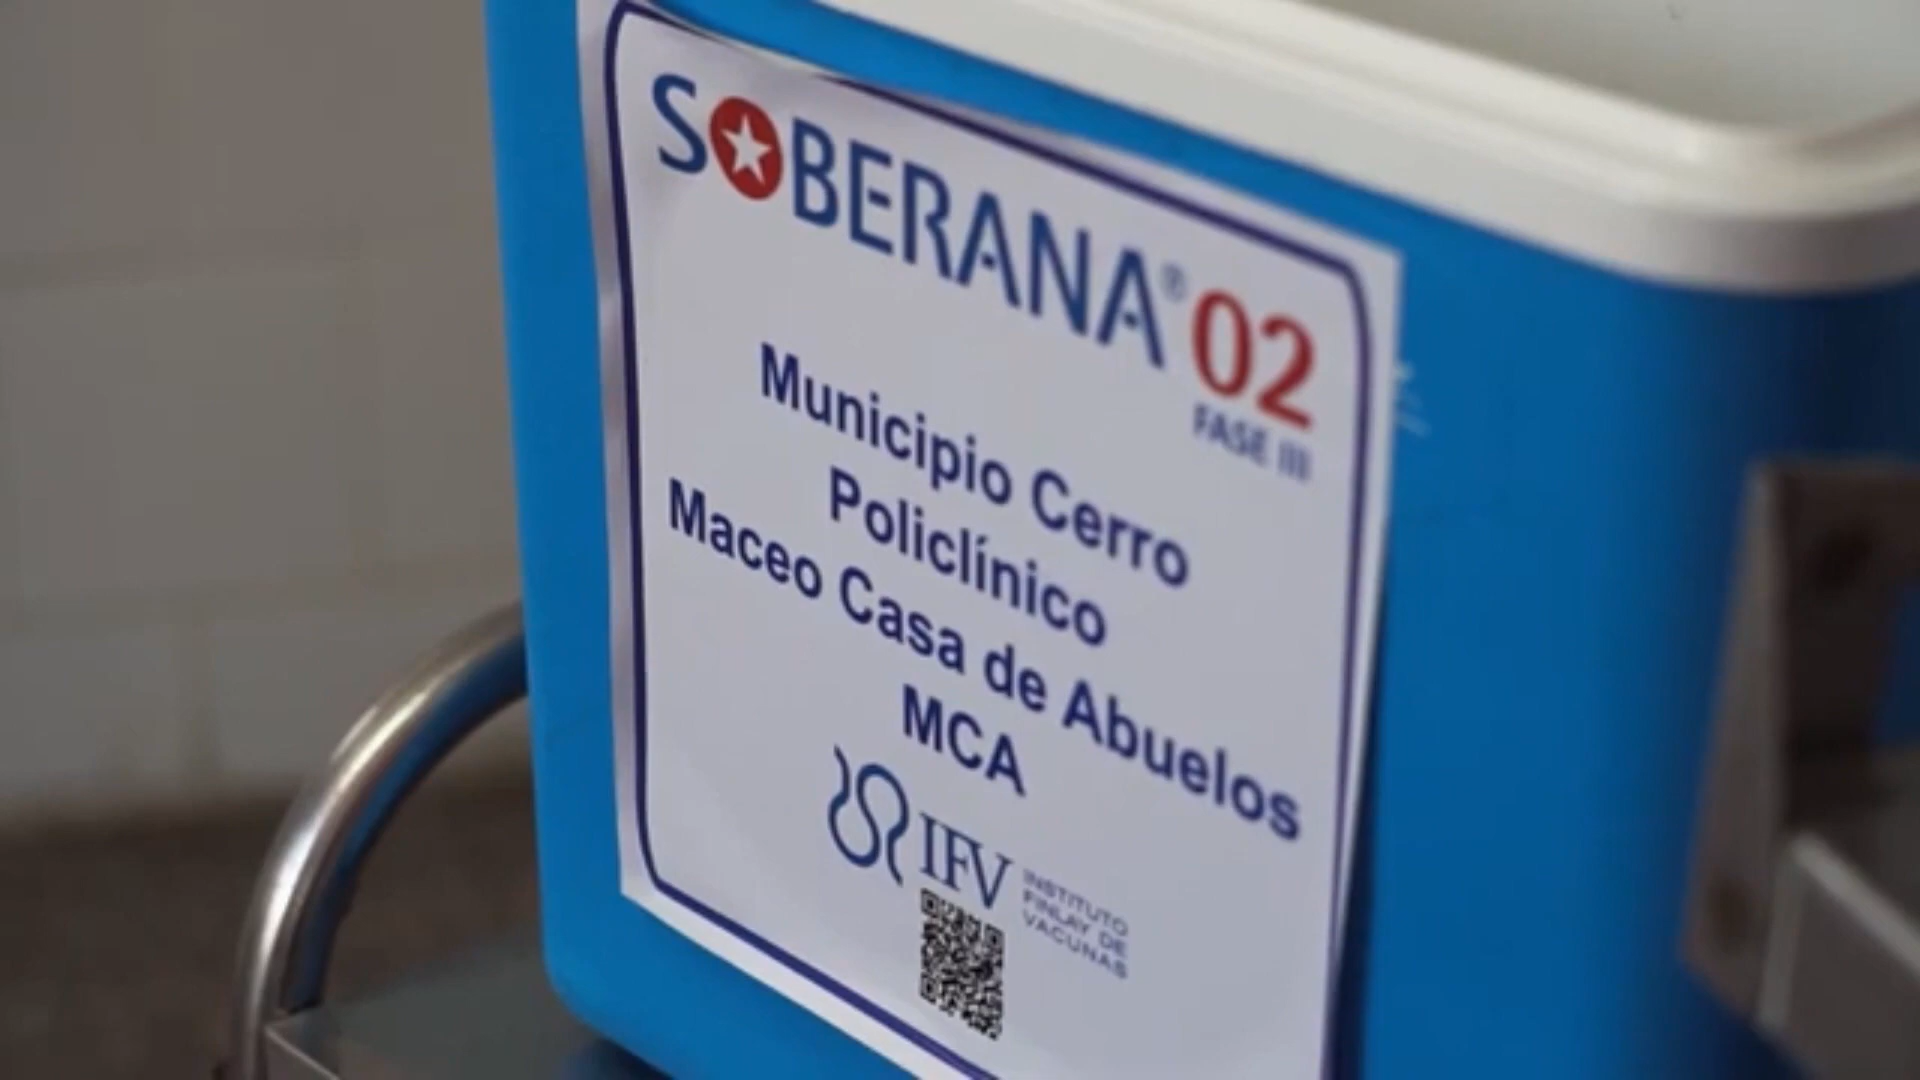 SOBERANA® 02
FASE III
Municipio Cerro
Policlínico
Maceo Casa de Abuelos
MCA
IFV INSTITUTO
FINLAY DE
VACUNAS